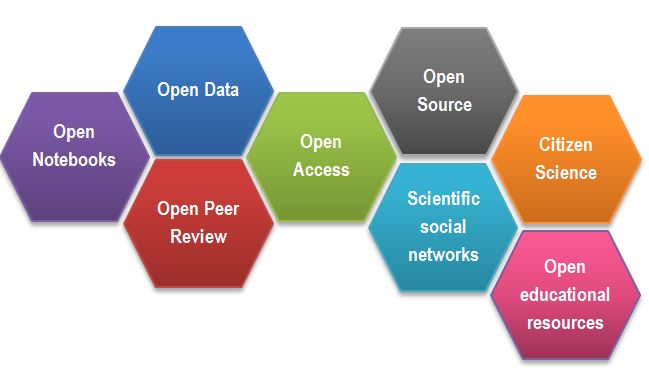 Open
Notebooks
Open Data
Open Peer
Review
Open
Access
Open
Source
Scientific
social
networks
Citizen
Science
Open
educational
resources